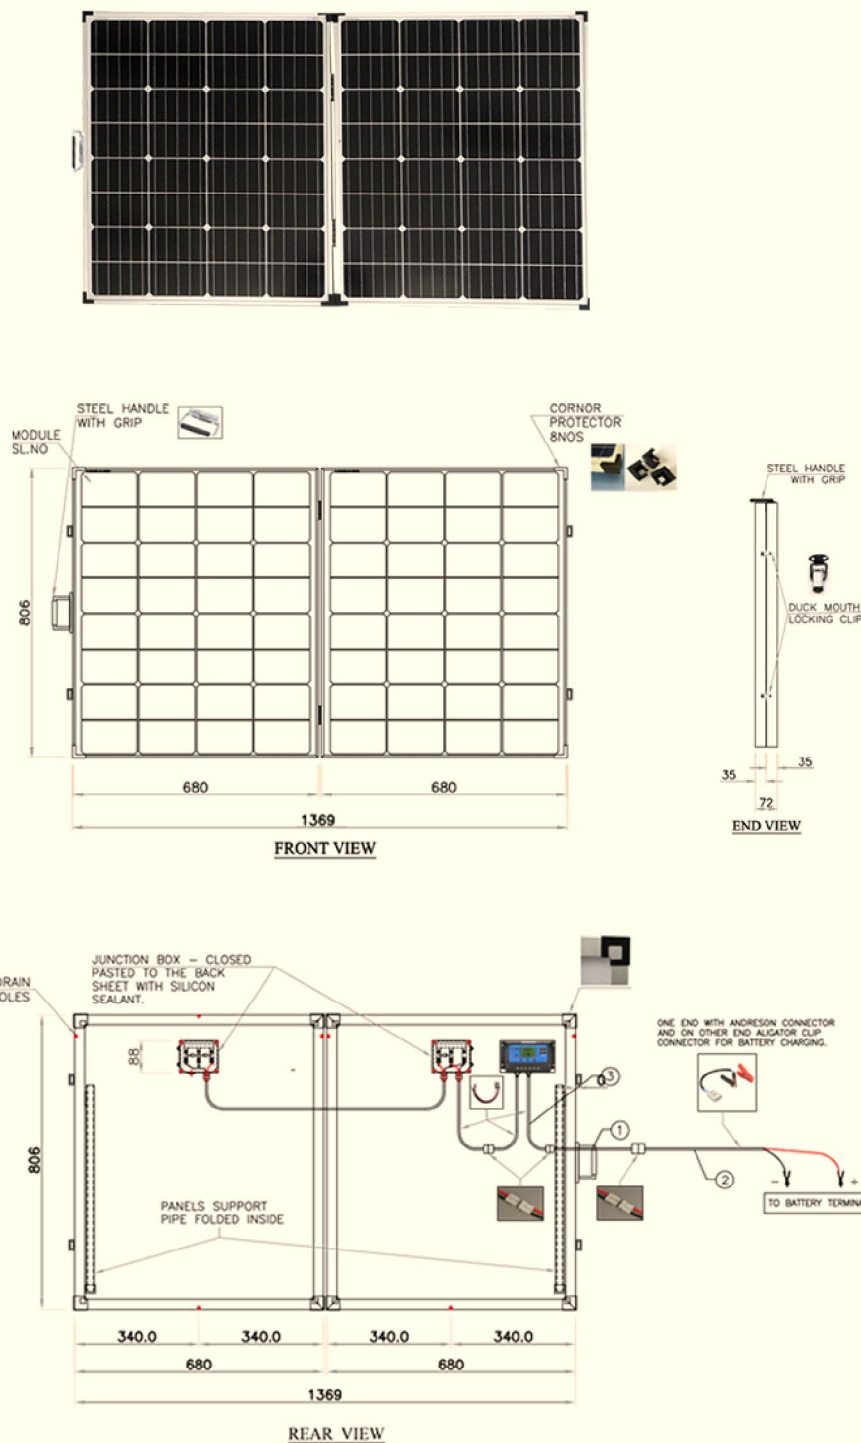 STEEL HANDLE
WITH GRIP
MODULE
SL.NO
CORNOR
PROTECTOR
8NOS
806
680
680
1369
FRONT VIEW
STEEL HANDLE
WITH GRIP
DUCK MOUTH
LOCKING CLIP
35
35
72
END VIEW
DRAIN
OLES
JUNCTION BOX – CLOSED
PASTED TO THE BACK
SHEET WITH SILICON
SEALANT.
ONE END WITH ANDRESON CONNECTOR
AND ON OTHER END ALIGATOR CLIP
CONNECTOR FOR BATTERY CHARGING.
88
3
1
2
806
PANELS SUPPORT
PIPE FOLDED INSIDE
- +
TO BATTERY TERMINA
340.0
340.0
340.0
340.0
680
680
1369
REAR VIEW